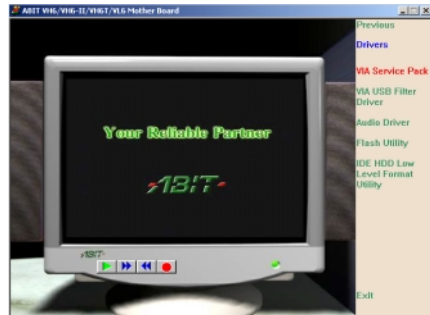 ABIT VH6/VH6-II/VH6T/VL6 Mother Board
Your Reliable Partner
ABIT
ABIT
Previous
Drivers
VIA Service Pack
VIA USB Filter
Driver
Audio Driver
Flash Utility
IDE HDD Low
Level Format
Utility
Exit